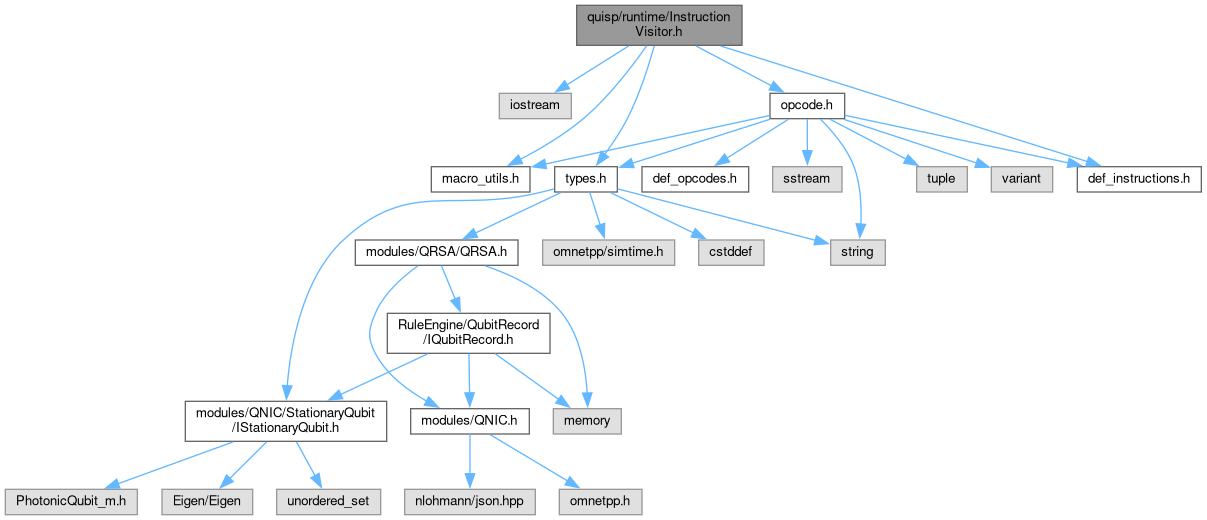 quisp/runtime/Instruction
Visitor.h
iostream
opcode.h
macro_utils.h
types.h
def_opcodes.h
sstream
tuple
variant
def_instructions.h
modules/QRSA/QRSA.h
omnetpp/simtime.h
cstddef
string
RuleEngine/QubitRecord
/IQubitRecord.h
modules/QNIC/StationaryQubit
/IStationaryQubit.h
modules/QNIC.h
memory
PhotonicQubit_m.h
Eigen/Eigen
unordered_set
nlohmann/json.hpp
omnetpp.h